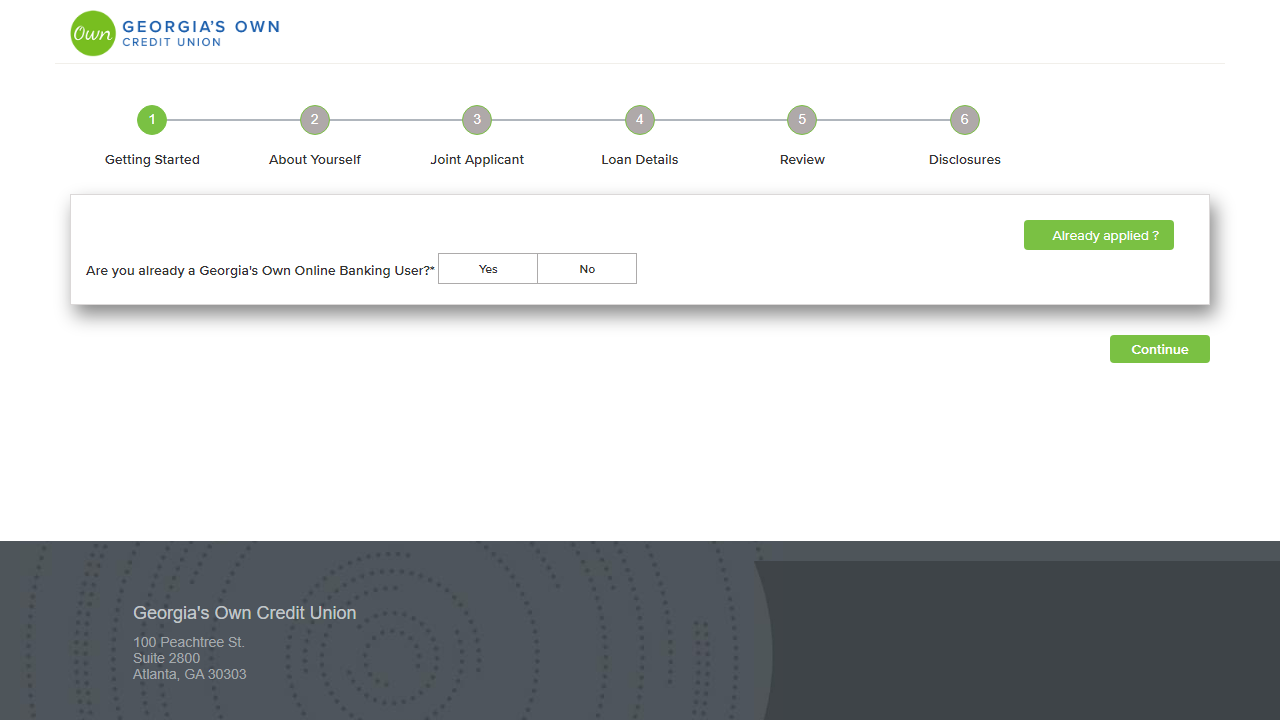 Own GEORGIA'S OWN
CREDIT UNION
1 2 3 4 5 6
Getting Started About Yourself Joint Applicant Loan Details Review Disclosures
Already applied ?
Are you already a Georgia's Own Online Banking User?* Yes No
Continue
Georgia's Own Credit Union
100 Peachtree St.
Suite 2800
Atlanta, GA 30303